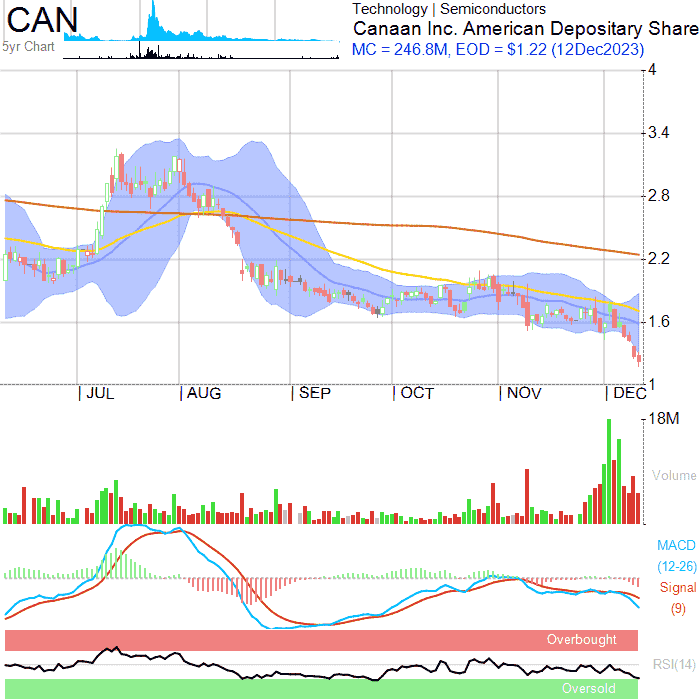 CAN
5yr Chart
Technology | Semiconductors
Canaan Inc. American Depositary Share
MC = 246.8M, EOD = $1.22 (12Dec2023)
4
3.4
2.8
2.2
1.6
1
| JUL | AUG | SEP | OCT | NOV | DEC
18M
Volume
MACD
(12-26)
Signal
(9)
Overbought
RSI(14)
Oversold